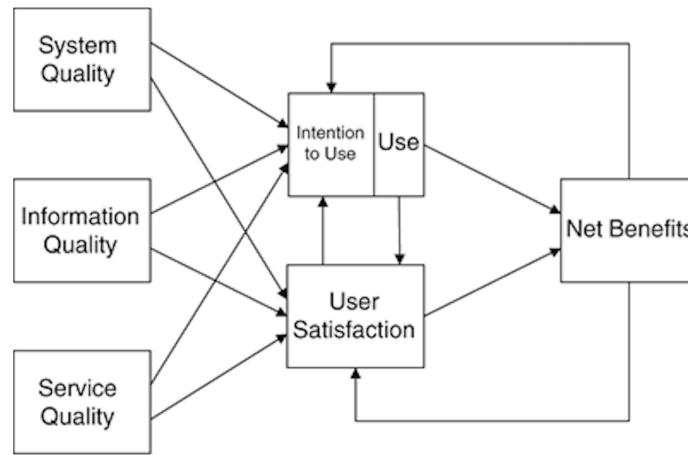 System
Quality
Intention
to Use
Use
Information
Quality
Net Benefits
User
Satisfaction
Service
Quality